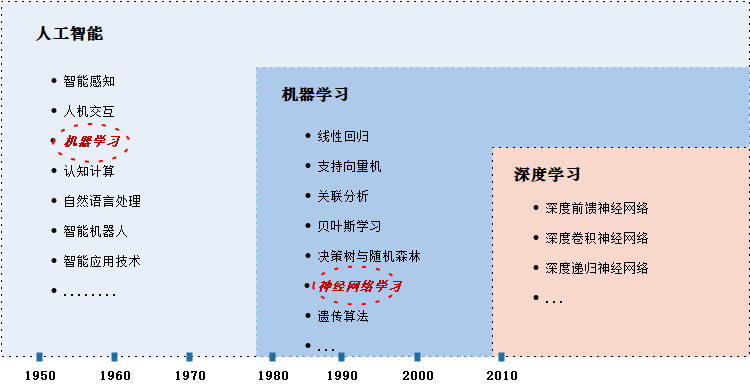 人工智能
• 智能感知
• 人机交互
• 机器学习
• 认知计算
• 自然语言处理
• 智能机器人
• 智能应用技术
• ........
机器学习
• 线性回归
• 支持向量机
• 关联分析
• 贝叶斯学习
• 决策树与随机森林
• 神经网络学习
• 遗传算法
• ...
深度学习
• 深度前馈神经网络
• 深度卷积神经网络
• 深度递归神经网络
• ...
1950 1960 1970 1980 1990 2000 2010